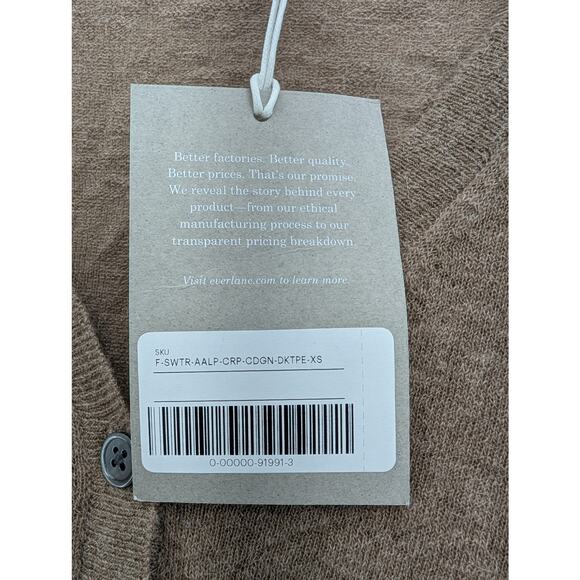 Better factories. Better quality.
Better prices. That's our promise.
We reveal the story behind every
product—from our ethical
manufacturing process to our
transparent pricing breakdown.
Visit everlane.com to learn more.
SKU
F-SWTR-AALP-CRP-CDGN-DKTPE-XS
0-00000-91991-3